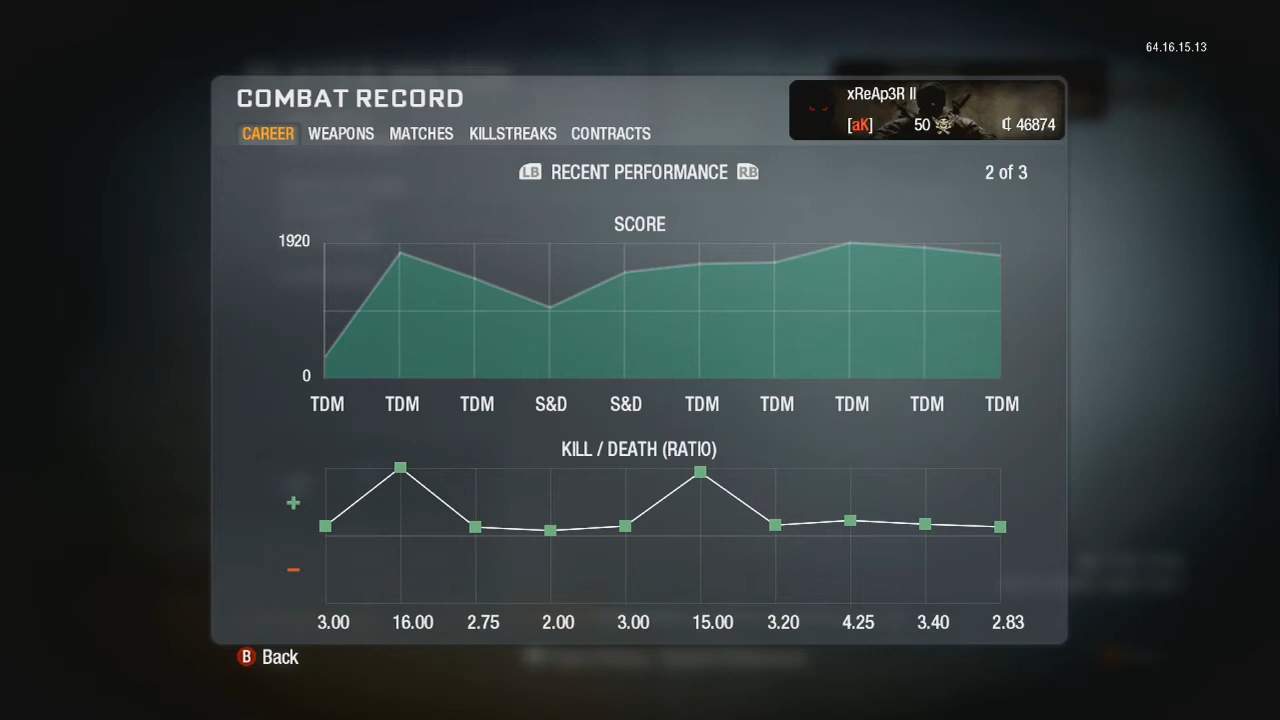 64.16.15.13
COMBAT RECORD
xReAp3R II
[aK] 50 ₵ 46874
CAREER WEAPONS MATCHES KILLSTREAKS CONTRACTS
LB RECENT PERFORMANCE RB 2 of 3
SCORE
1920
0
TDM TDM TDM S&D S&D TDM TDM TDM TDM TDM
KILL / DEATH (RATIO)
+
−
3.00 16.00 2.75 2.00 3.00 15.00 3.20 4.25 3.40 2.83
B Back